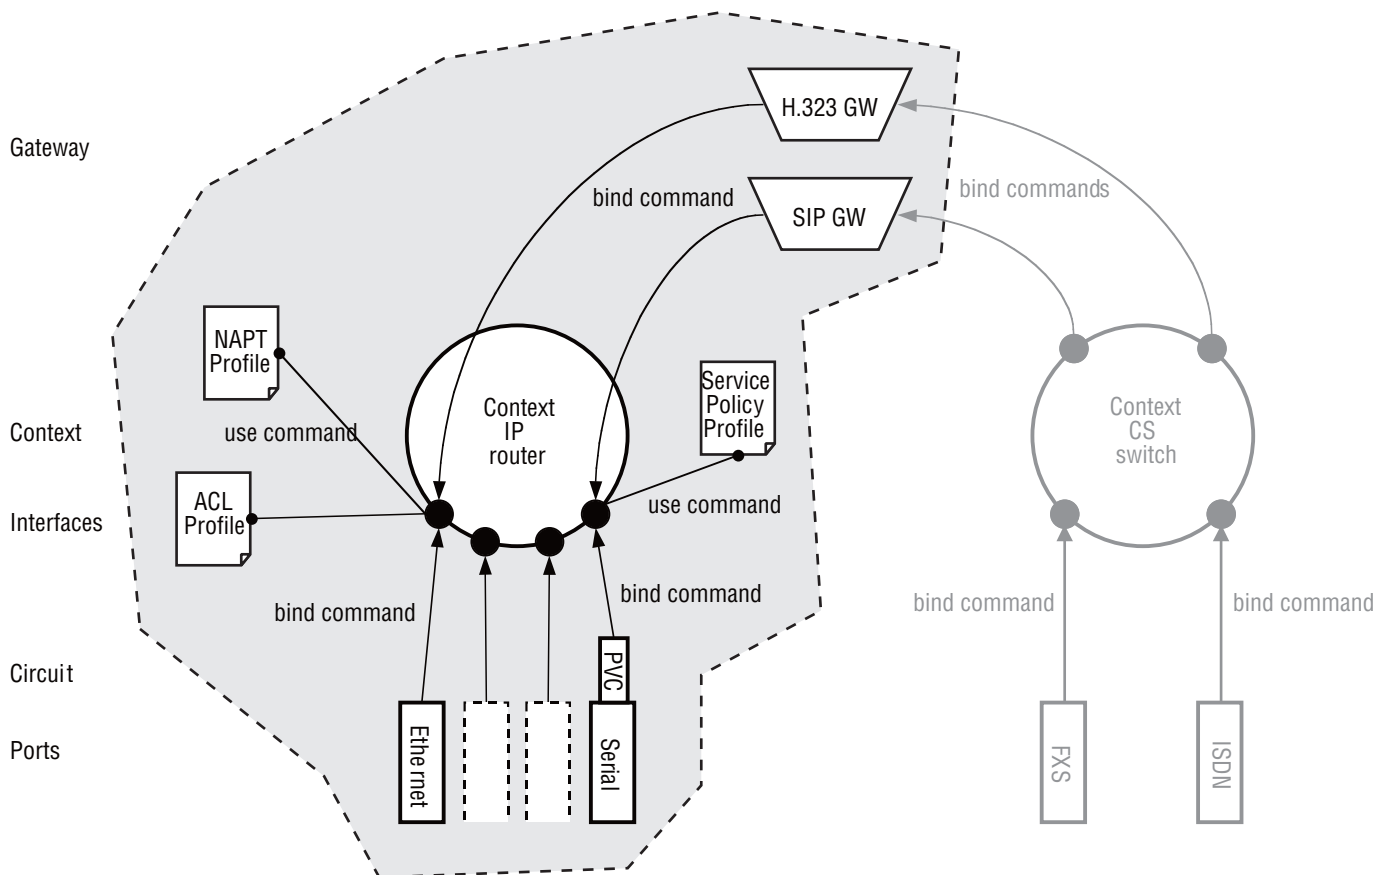 H.323 GW
Gateway
bind command
bind commands
SIP GW
NAPT
Profile
Service
Policy
Profile
Context
IP
router
Context
CS
switch
Context
use command
ACL
Profile
use command
Interfaces
bind command
bind command
bind command
bind command
PVC
Circuit
Ports
Ethe rnet
Serial
FXS
ISDN